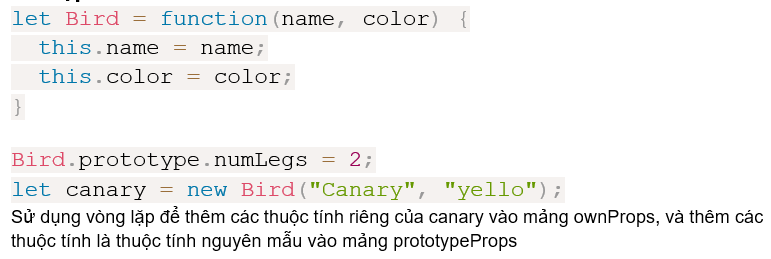 let Bird = function(name, color) {
  this.name = name;
  this.color = color;
}
Bird.prototype.numLegs = 2;
let canary = new Bird("Canary", "yello");
Sử dụng vòng lặp để thêm các thuộc tính riêng của canary vào mảng ownProps, và thêm các
thuộc tính là thuộc tính nguyên mẫu vào mảng prototypeProps